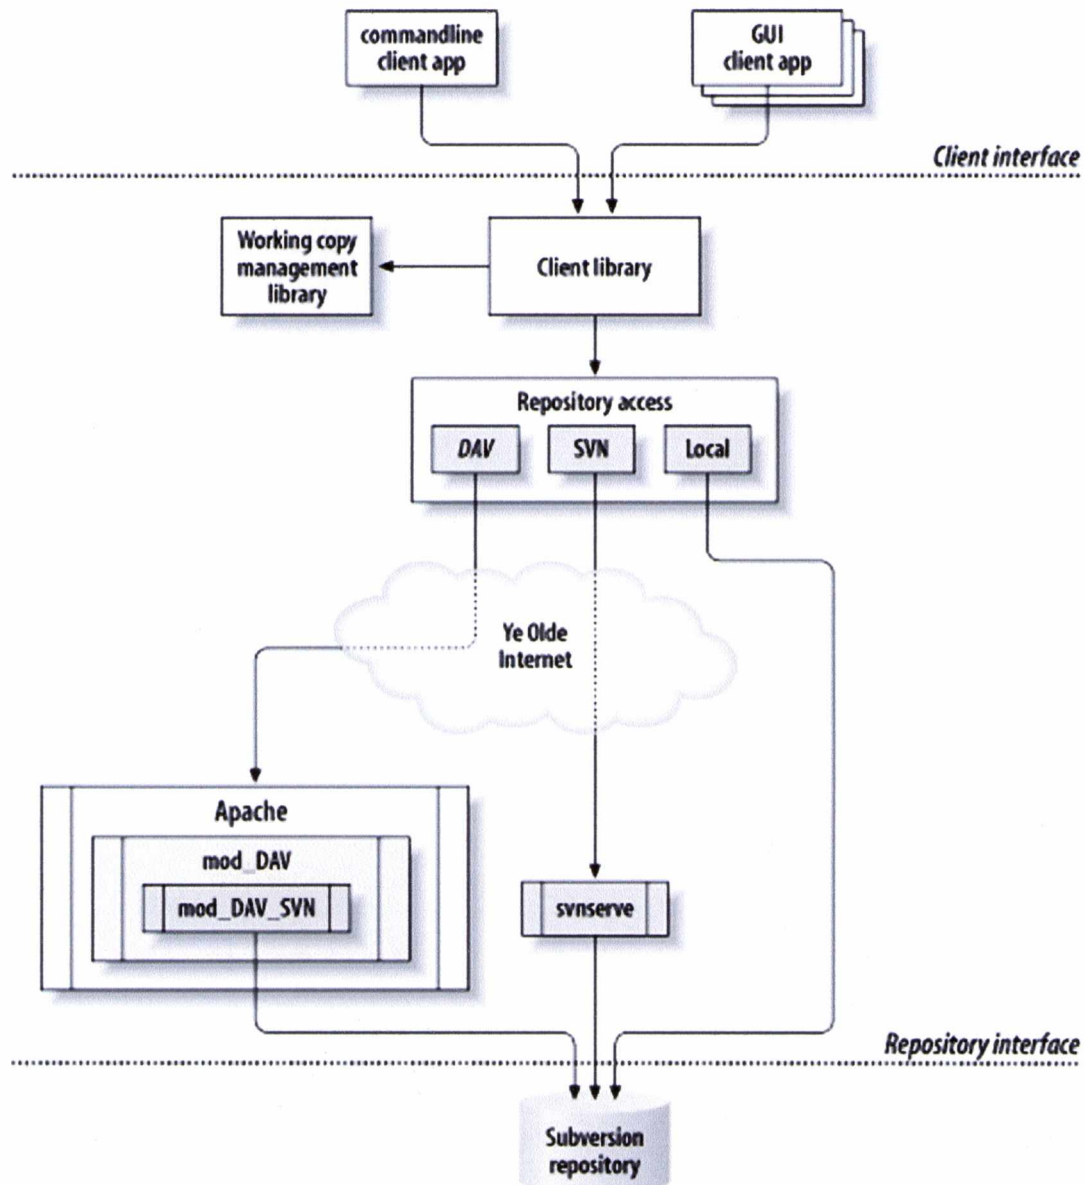 commandline
client app
GUI
client app
Client interface
Working copy
management
library
Client library
Repository access
DAV
SVN
Local
Ye Olde
Internet
Apache
mod_DAV
mod_DAV_SVN
svnserve
Repository interface
Subversion
repository